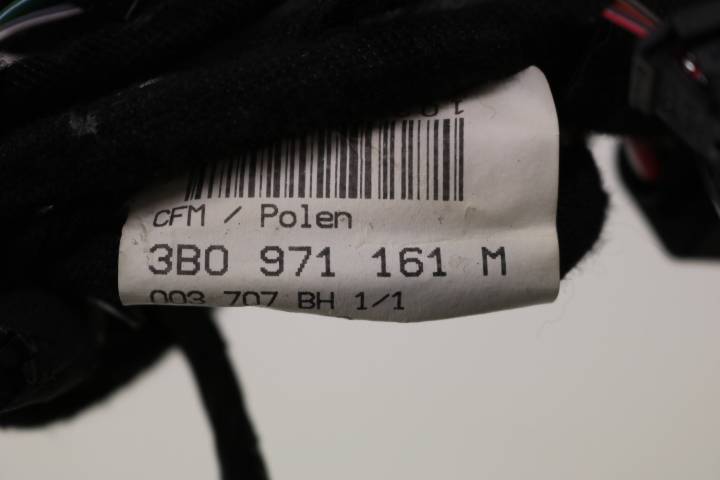 CFM / Polen
3B0 971 161 M
003 707 BH 1/1